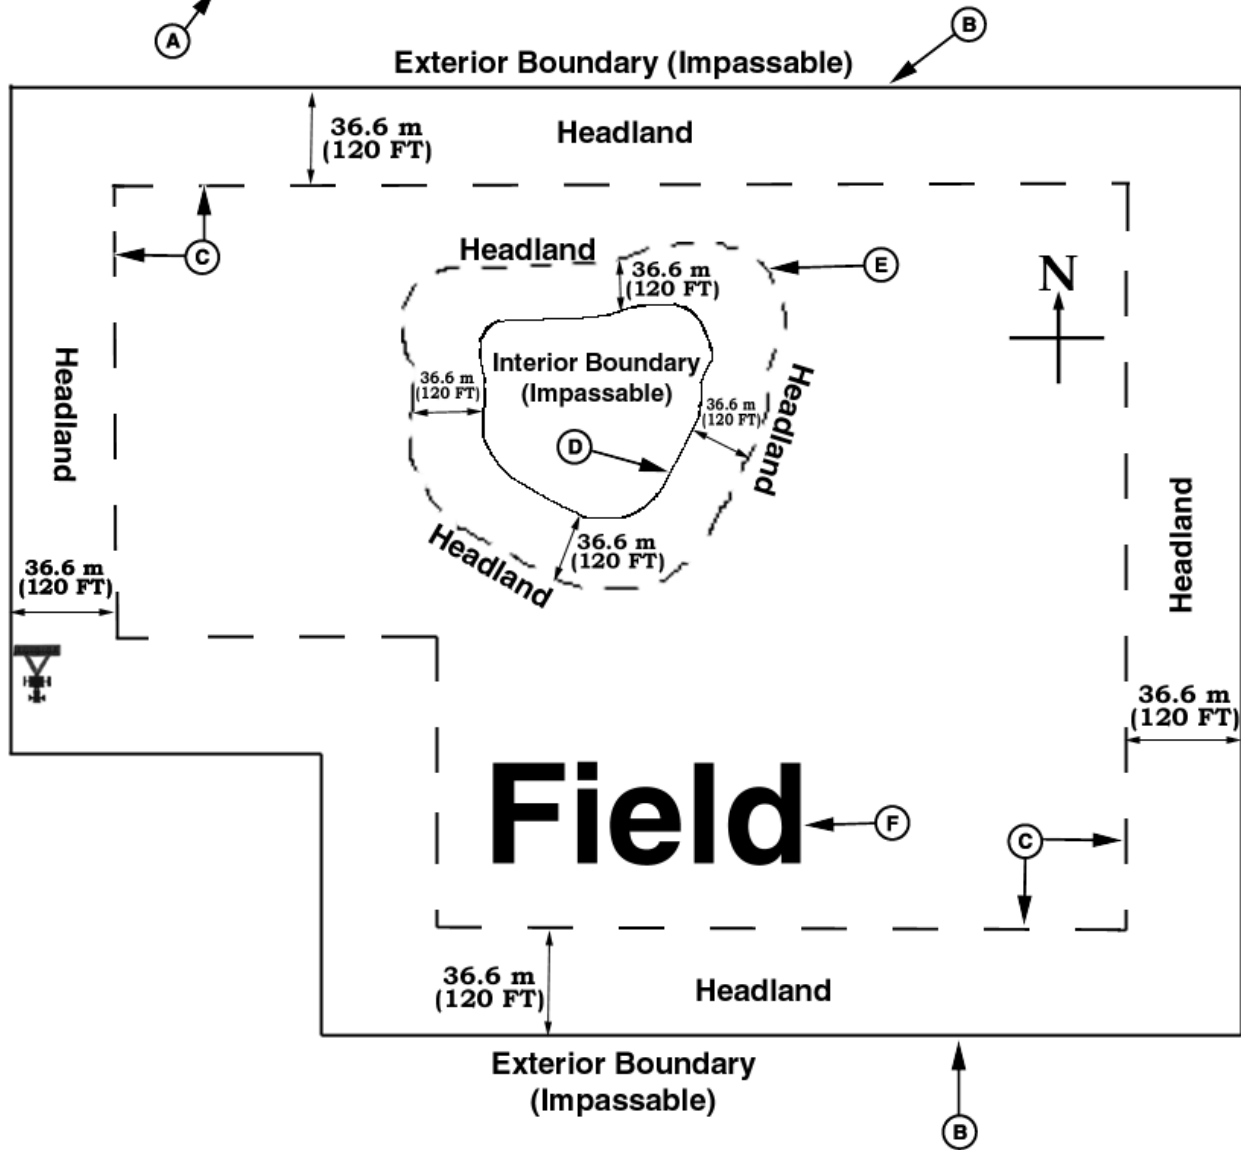 A
B
Exterior Boundary (Impassable)
36.6 m
(120 FT)
Headland
C
Headland
36.6 m
(120 FT)
E
N
Interior Boundary
(Impassable)
36.6 m
(120 FT)
36.6 m
(120 FT)
Headland
Headland
D
36.6 m
(120 FT)
Headland
Headland
36.6 m
(120 FT)
36.6 m
(120 FT)
Field
F
C
36.6 m
(120 FT)
Headland
Exterior Boundary
(Impassable)
B